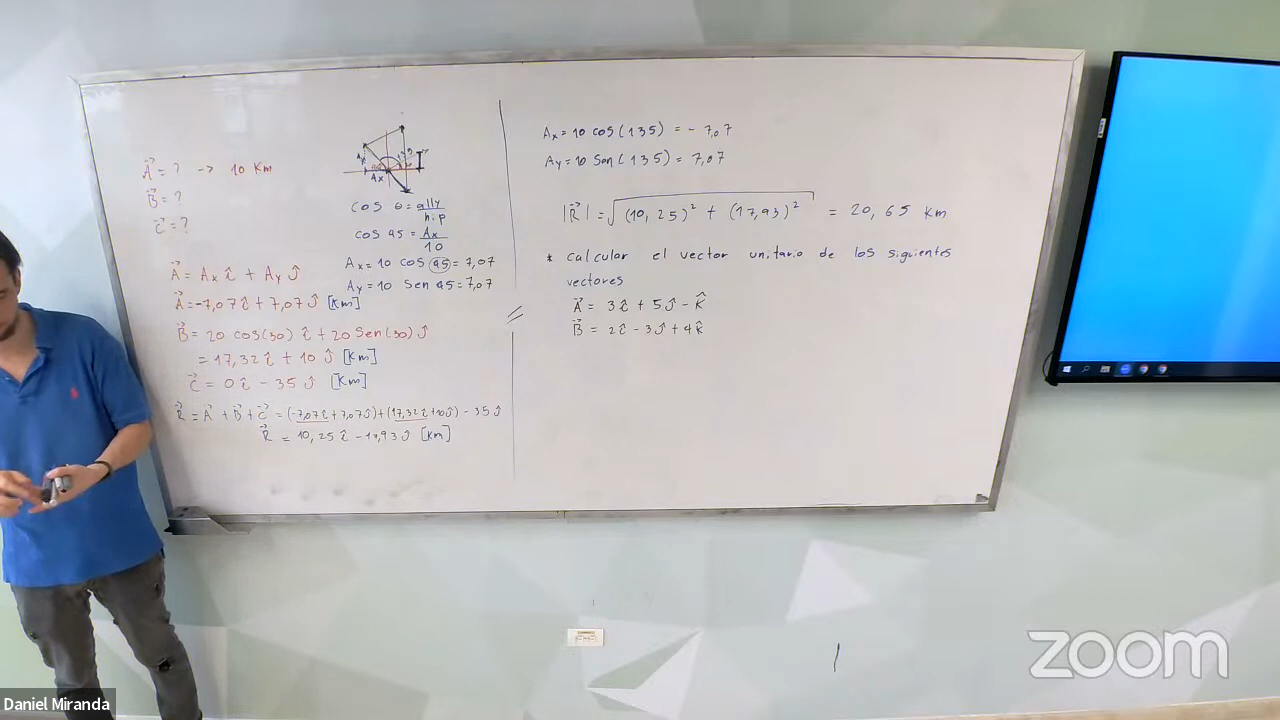 A⃗ = ? -> 10 Km
B⃗ = ?
C⃗ = ?
Ay
Ax
cos θ = ady/hip
cos 45 = Ax/10
Ax = 10 cos 45 = 7,07
Ay = 10 Sen 45 = 7,07
A⃗ = Ax î + Ay ĵ
A⃗ = -7,07 î + 7,07 ĵ [Km]
B⃗ = 20 cos(30) î + 20 Sen(30) ĵ
= 17,32 î + 10 ĵ [Km]
C⃗ = 0 î - 35 ĵ [Km]
R⃗ = A⃗ + B⃗ + C⃗ = (-7,07 î + 7,07 ĵ) + (17,32 î + 10 ĵ) - 35 ĵ
R⃗ = 10,25 î - 17,93 ĵ [Km]
Ax = 10 cos(135) = - 7,07
Ay = 10 Sen(135) = 7,07
|R⃗| = √(10,25)² + (17,93)² = 20,65 Km
* calcular el vector unitario de los siguientes
vectores
A⃗ = 3 î + 5 ĵ - k̂
B⃗ = 2 î - 3 ĵ + 4 k̂
zoom
Daniel Miranda